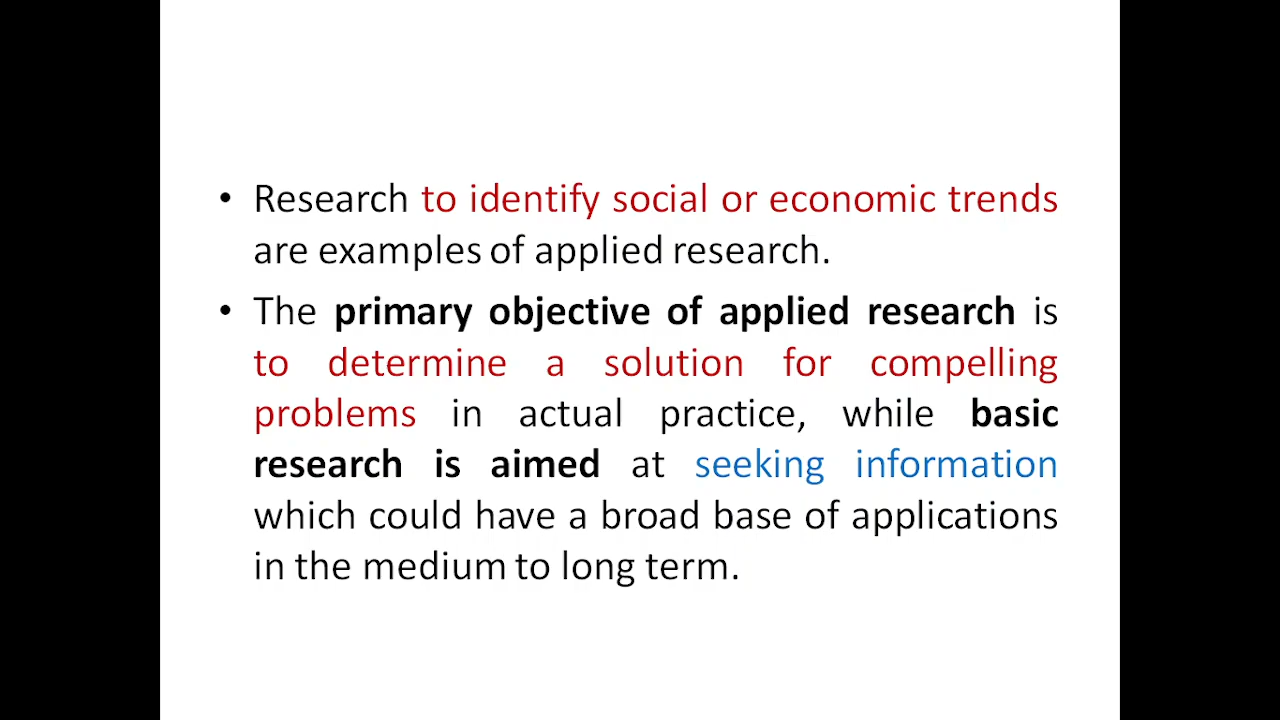 • Research to identify social or economic trends
are examples of applied research.
• The primary objective of applied research is
to determine a solution for compelling
problems in actual practice, while basic
research is aimed at seeking information
which could have a broad base of applications
in the medium to long term.